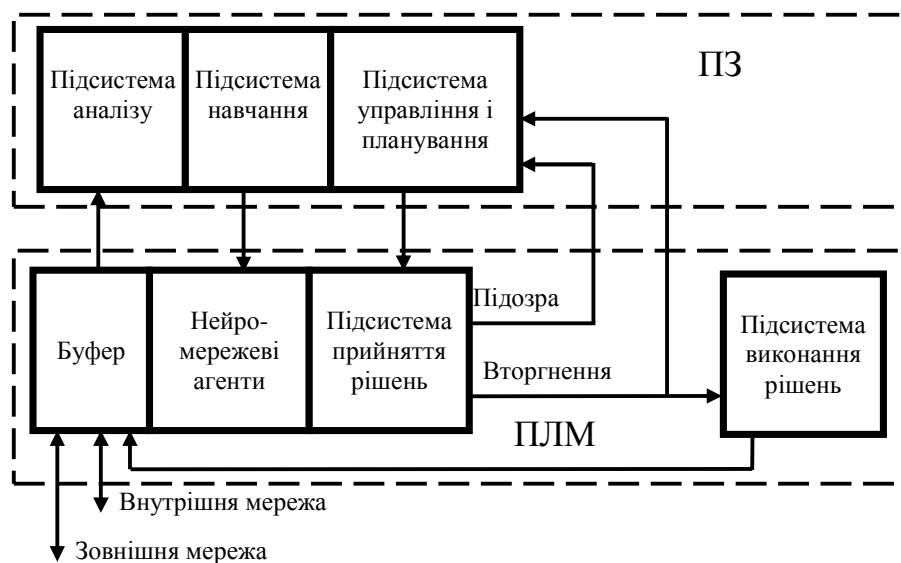 Підсистема
аналізу
Підсистема
навчання
Підсистема
управління і
планування
ПЗ
Буфер
Нейро-
мережеві
агенти
Підсистема
прийняття
рішень
Підозра
Вторгнення
Підсистема
виконання
рішень
ПЛМ
Внутрішня мережа
Зовнішня мережа